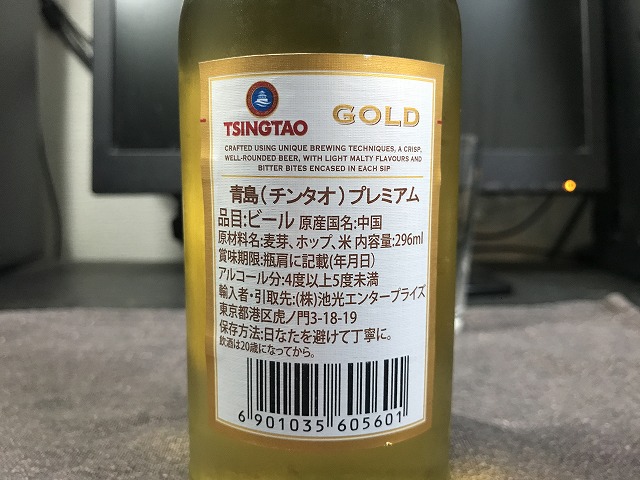 TSINGTAO
GOLD
CRAFTED USING UNIQUE BREWING TECHNIQUES, A CRISP,
WELL-ROUNDED BEER, WITH LIGHT MALTY FLAVOURS AND
BITTER BITES ENCASED IN EACH SIP
青島(チンタオ)プレミアム
品目:ビール 原産国名:中国
原材料名:麦芽、ホップ、米 内容量:296ml
賞味期限:瓶肩に記載(年月日)
アルコール分:4度以上5度未満
輸入者・引取先:(株)池光エンタープライズ
東京都港区虎ノ門3-18-19
保存方法:日なたを避けて丁寧に。
飲酒は20歳になってから。
6 901035 605601